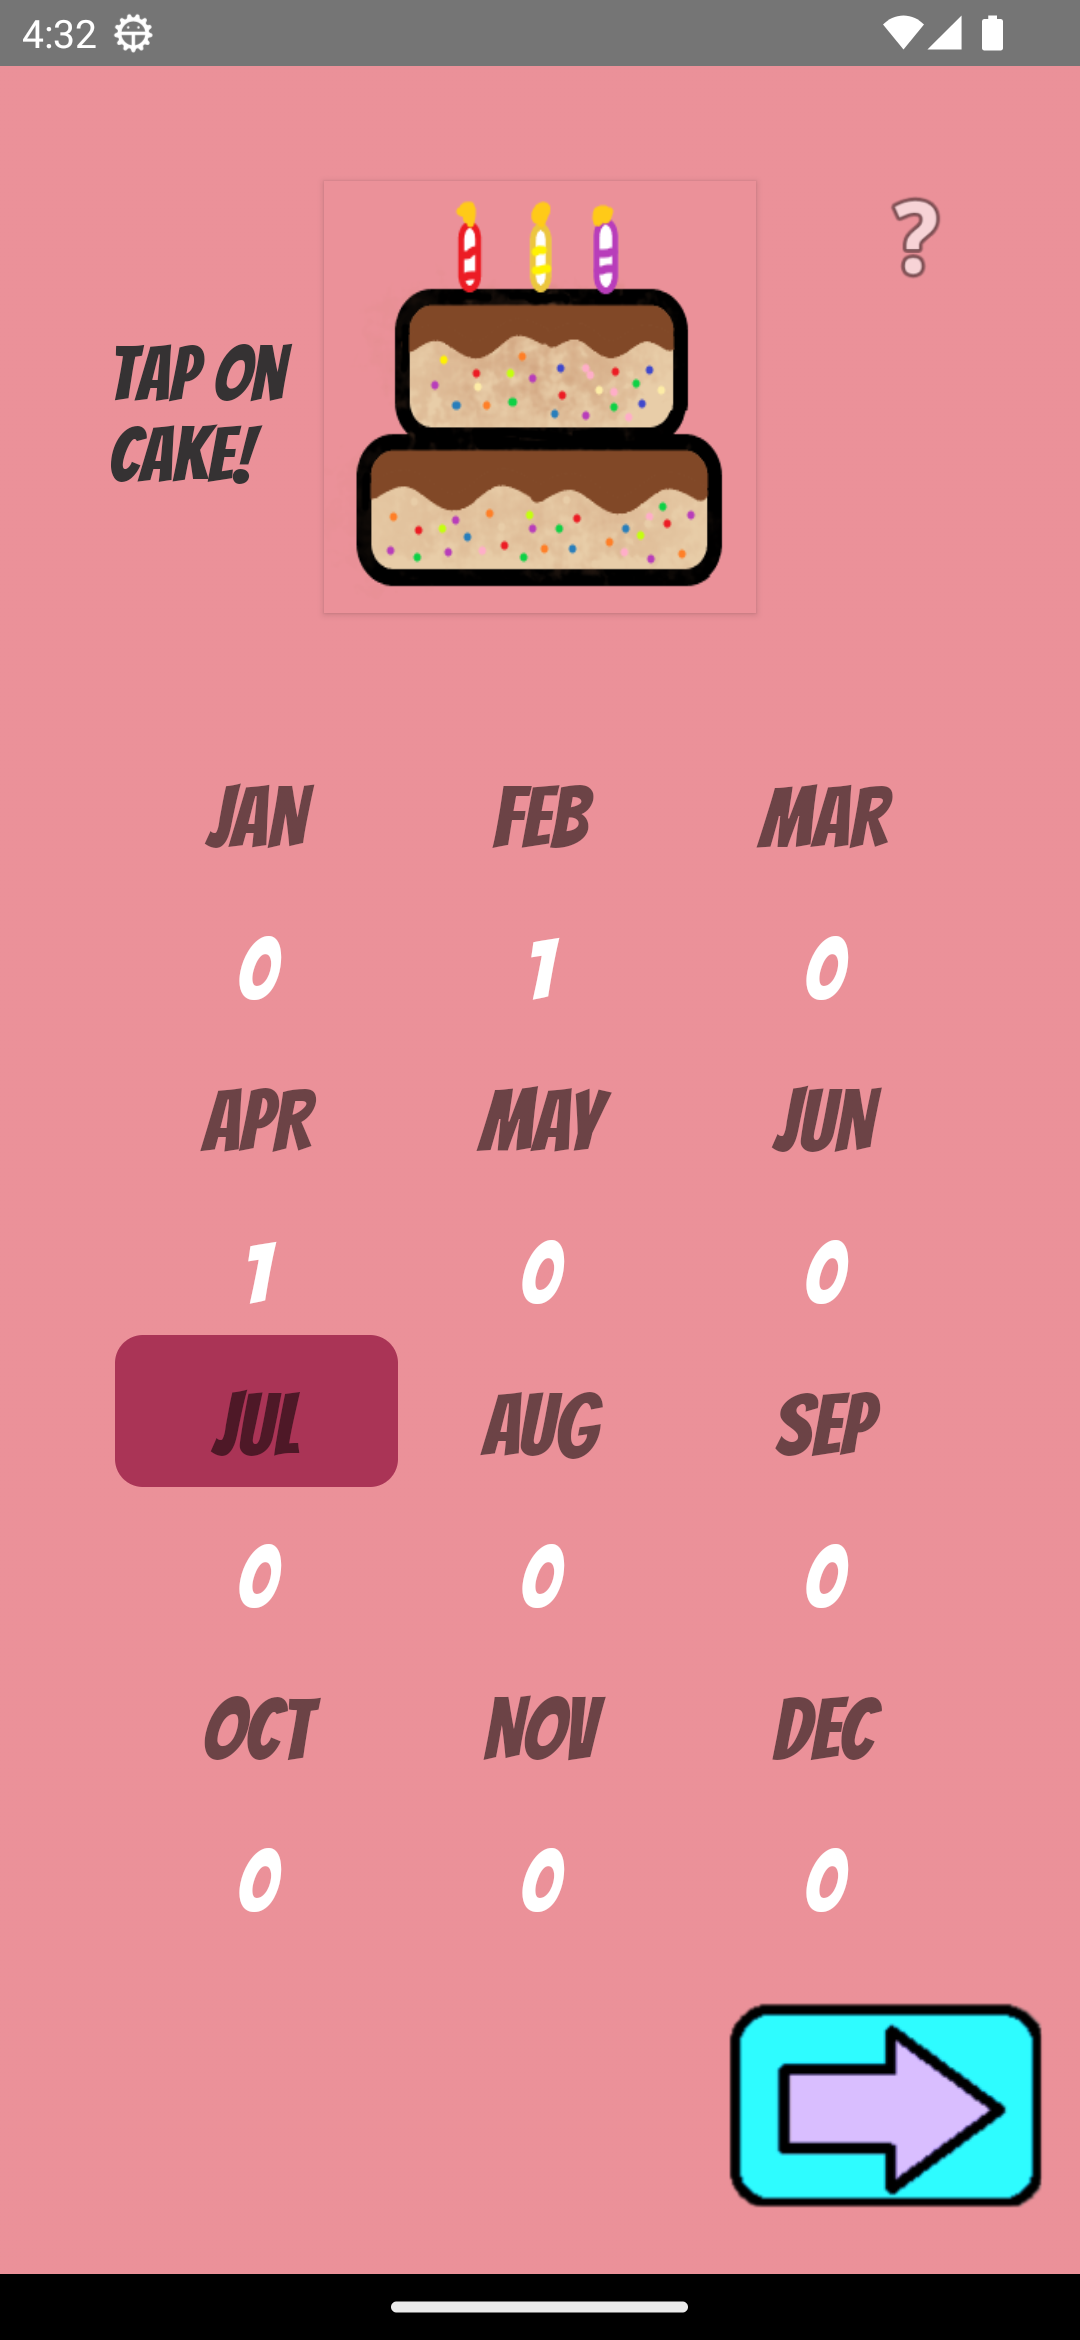 4:32
?
TAP ON
CAKE!
JAN FEB MAR
0 1 0
APR MAY JUN
1 0 0
JUL AUG SEP
0 0 0
OCT NOV DEC
0 0 0